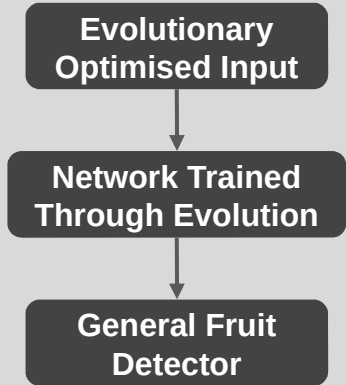 Evolutionary
Optimised Input
Network Trained
Through Evolution
General Fruit
Detector